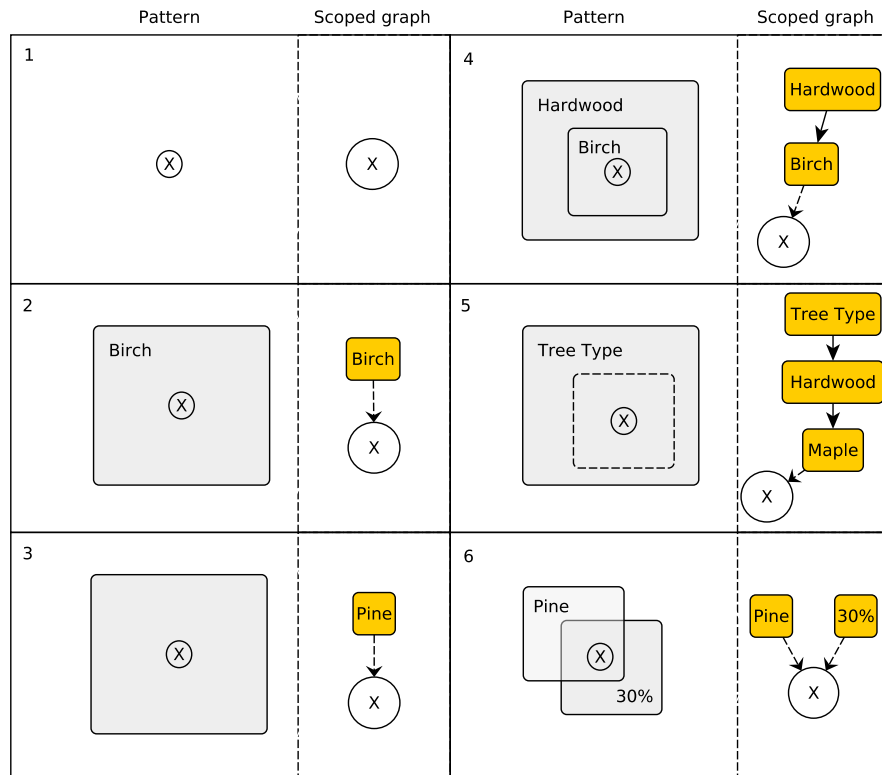 Pattern Scoped graph Pattern Scoped graph
1
X
X
4
Hardwood
Birch
X
Hardwood
Birch
X
2
Birch
X
Birch
X
5
Tree Type
X
Tree Type
Hardwood
Maple
X
3
X
Pine
X
6
Pine
X
30%
Pine 30%
X